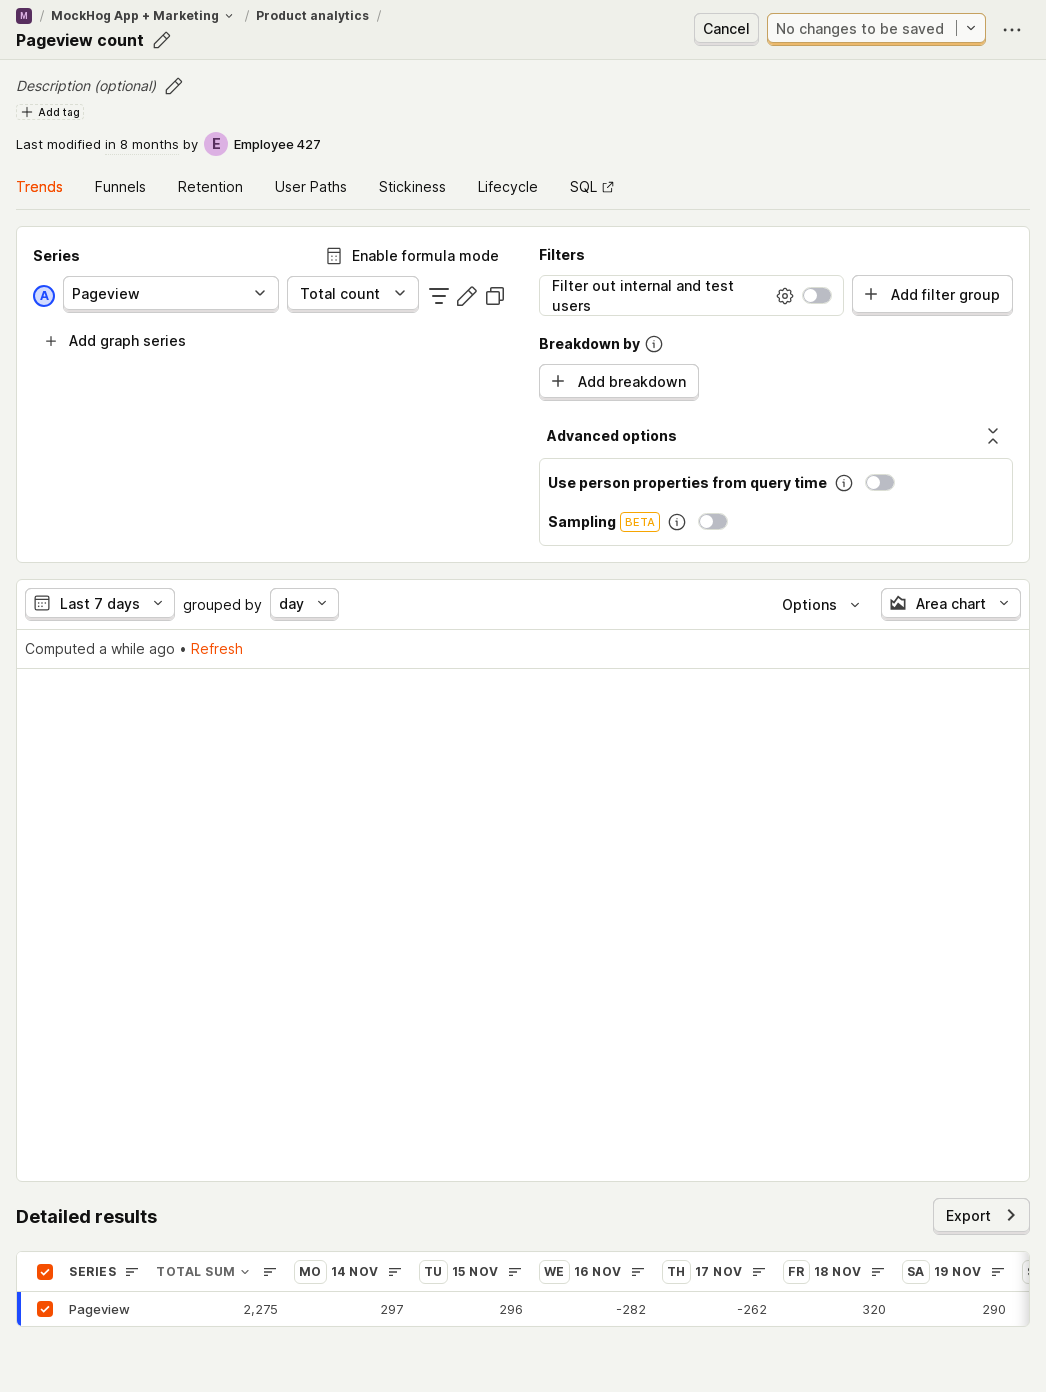 M / MockHog App + Marketing / Product analytics /
Pageview count
Cancel
No changes to be saved
Description (optional)
Add tag
Last modified in 8 months by E Employee 427
Trends Funnels Retention User Paths Stickiness Lifecycle SQL
Series
Enable formula mode
A Pageview Total count
Add graph series
Filters
Filter out internal and test
users
Add filter group
Breakdown by
Add breakdown
Advanced options
Use person properties from query time
Sampling BETA
Last 7 days grouped by day Options Area chart
Computed a while ago • Refresh
Detailed results
Export
SERIES TOTAL SUM MO 14 NOV TU 15 NOV WE 16 NOV TH 17 NOV FR 18 NOV SA 19 NOV
Pageview 2,275 297 296 -282 -262 320 290